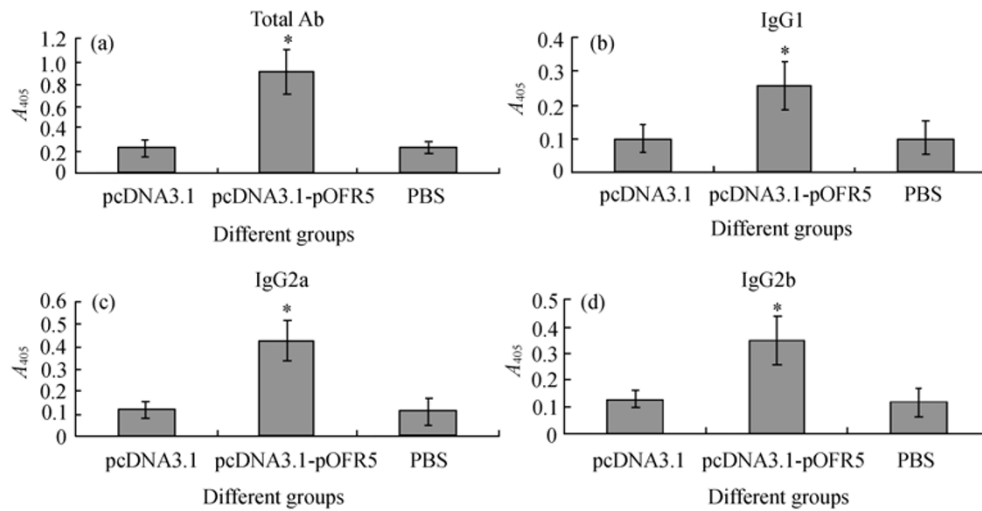 Total Ab
(a)
1.2
1.0
0.8
0.6
0.4
0.2
0
A405
pcDNA3.1 pcDNA3.1-pOFR5 PBS
Different groups
*
IgG1
(b)
0.4
0.3
0.2
0.1
0
A405
pcDNA3.1 pcDNA3.1-pOFR5 PBS
Different groups
*
IgG2a
(c)
0.6
0.5
0.4
0.3
0.2
0.1
0
A405
pcDNA3.1 pcDNA3.1-pOFR5 PBS
Different groups
*
IgG2b
(d)
0.5
0.4
0.3
0.2
0.1
0
A405
pcDNA3.1 pcDNA3.1-pOFR5 PBS
Different groups
*